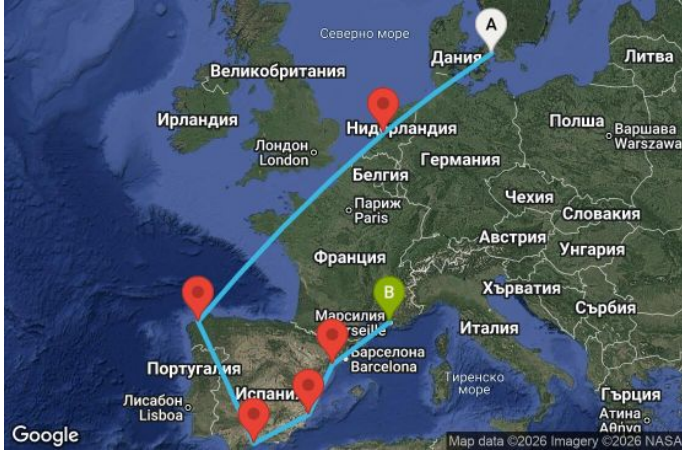 A
Северно море
Дания
Литва
Великобритания
Ирландия
Нидерландия
Полша
Варшава
Warszawa
Лондон
London
Германия
Белгия
Чехия
Париж
Paris
Словакия
Австрия
Унгария
Франция
B
Хърватия
Марсилия
rseille
Сърбия
Италия
Барселона
Barcelona
Португалия
Тиренско
море
Испани
Гърция
Лисабон
Lisboa
Атина
Αθήνα
Google
Map data ©2026 Imagery ©2026 NASA